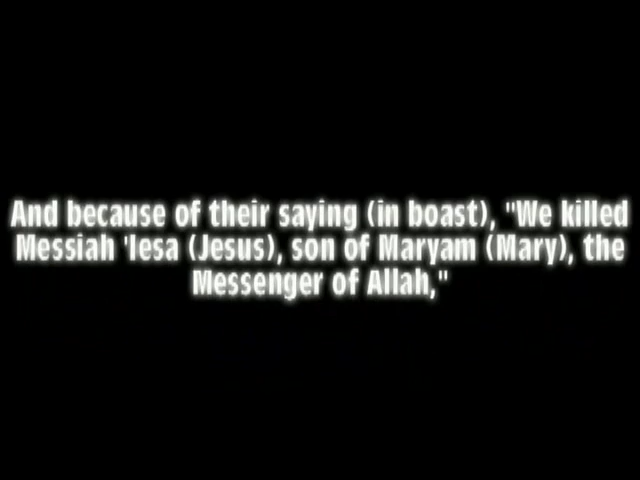 And because of their saying (in boast), "We killed
Messiah 'Iesa (Jesus), son of Maryam (Mary), the
Messenger of Allah,"